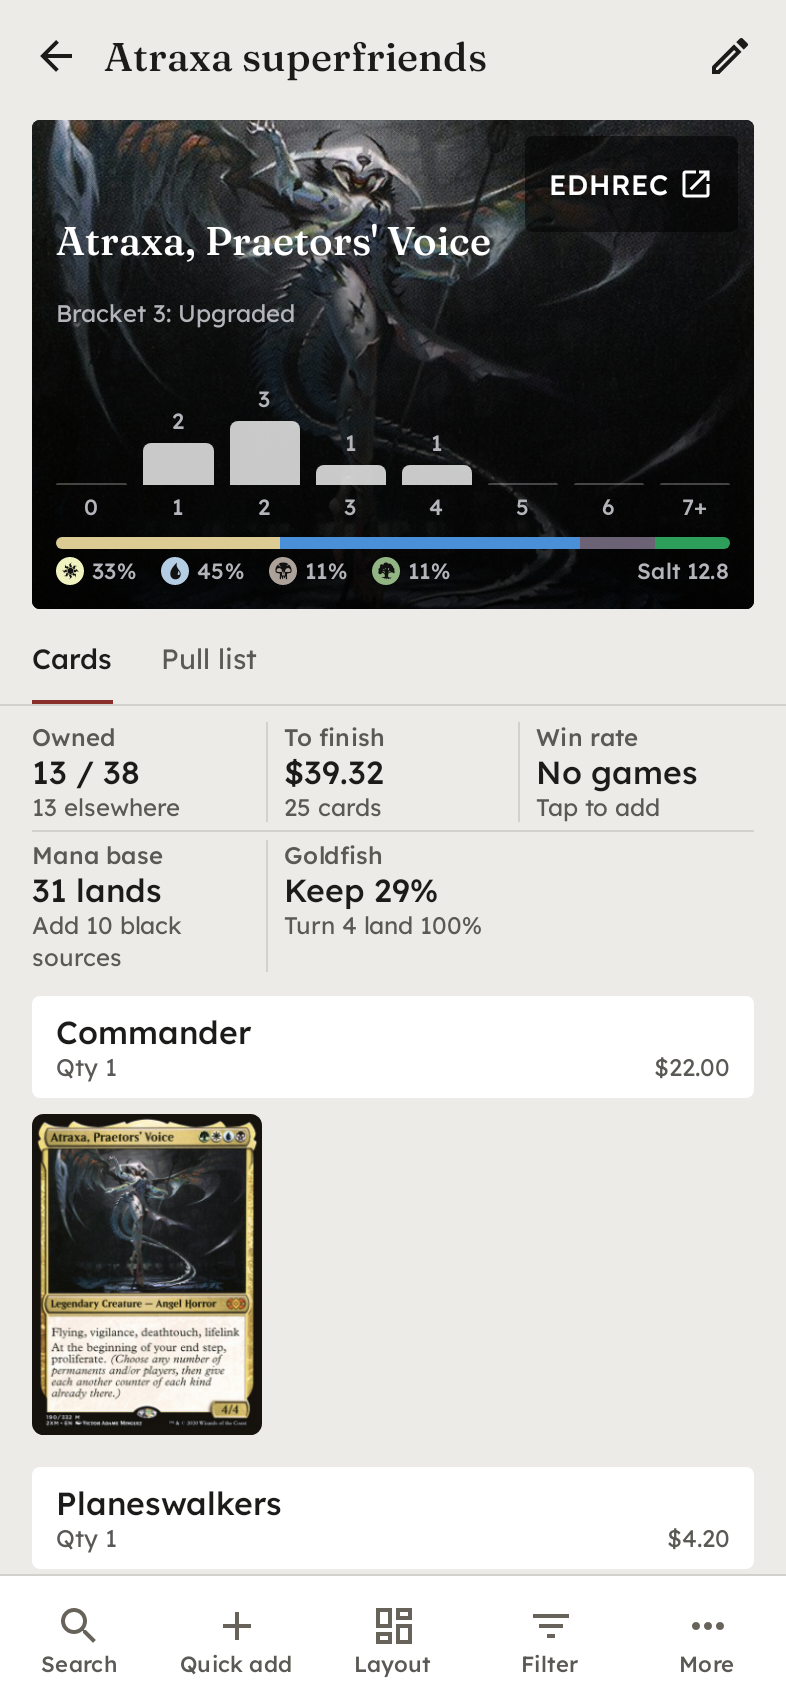 Atraxa superfriends
EDHREC
Atraxa, Praetors' Voice
Bracket 3: Upgraded
2
3
1
1
0
1
2
3
4
5
6
7+
33%
45%
11%
11%
Salt 12.8
Cards
Pull list
Owned
13 / 38
13 elsewhere
To finish
$39.32
25 cards
Win rate
No games
Tap to add
Mana base
31 lands
Add 10 black
sources
Goldfish
Keep 29%
Turn 4 land 100%
Commander
Qty 1
$22.00
Atraxa, Praetors' Voice
Legendary Creature — Angel Horror
Flying, vigilance, deathtouch, lifelink
At the beginning of your end step,
proliferate. (Choose any number of
permanents and/or players, then give
each another counter of each kind
already there.)
4/4
190/332 M
2XM • EN
Planeswalkers
Qty 1
$4.20
Search
Quick add
Layout
Filter
More